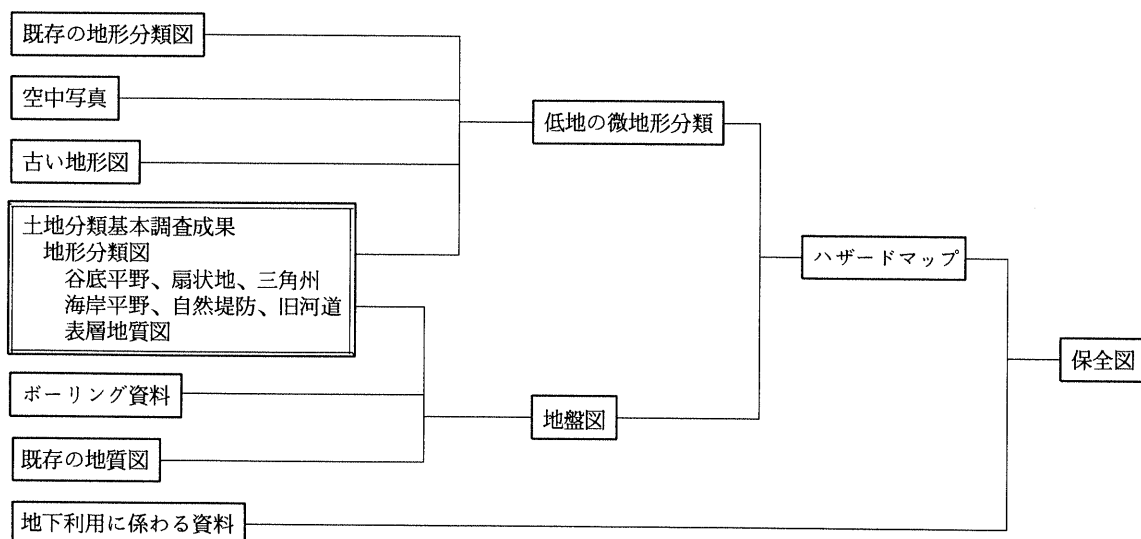 既存の地形分類図
空中写真
古い地形図
土地分類基本調査成果
地形分類図
谷底平野、扇状地、三角州
海岸平野、自然堤防、旧河道
表層地質図
ボーリング資料
既存の地質図
地下利用に係わる資料
低地の微地形分類
地盤図
ハザードマップ
保全図